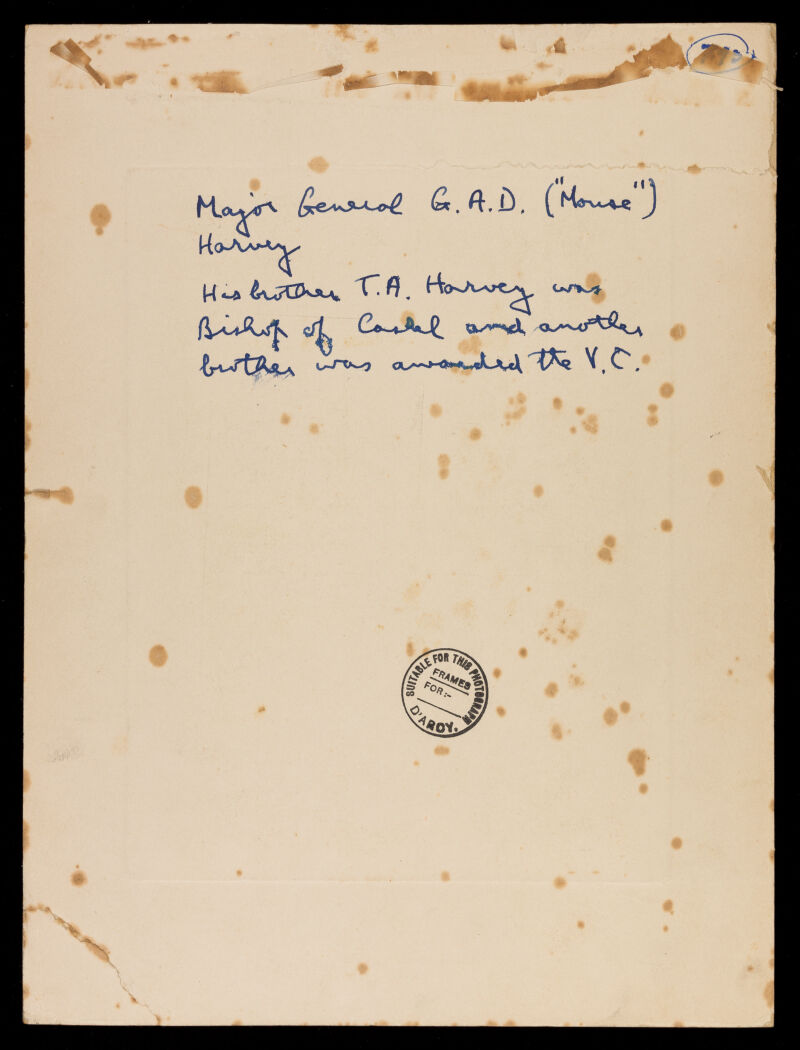 Major General G.A.D. ("Mouse")
Harvey
His brother T.A. Harvey was
Bishop of Cashel and another
brother was awarded the V.C.
SUITABLE FOR THIS PHOTOGRAPH
FRAMES
FOR:-
D'AROY.